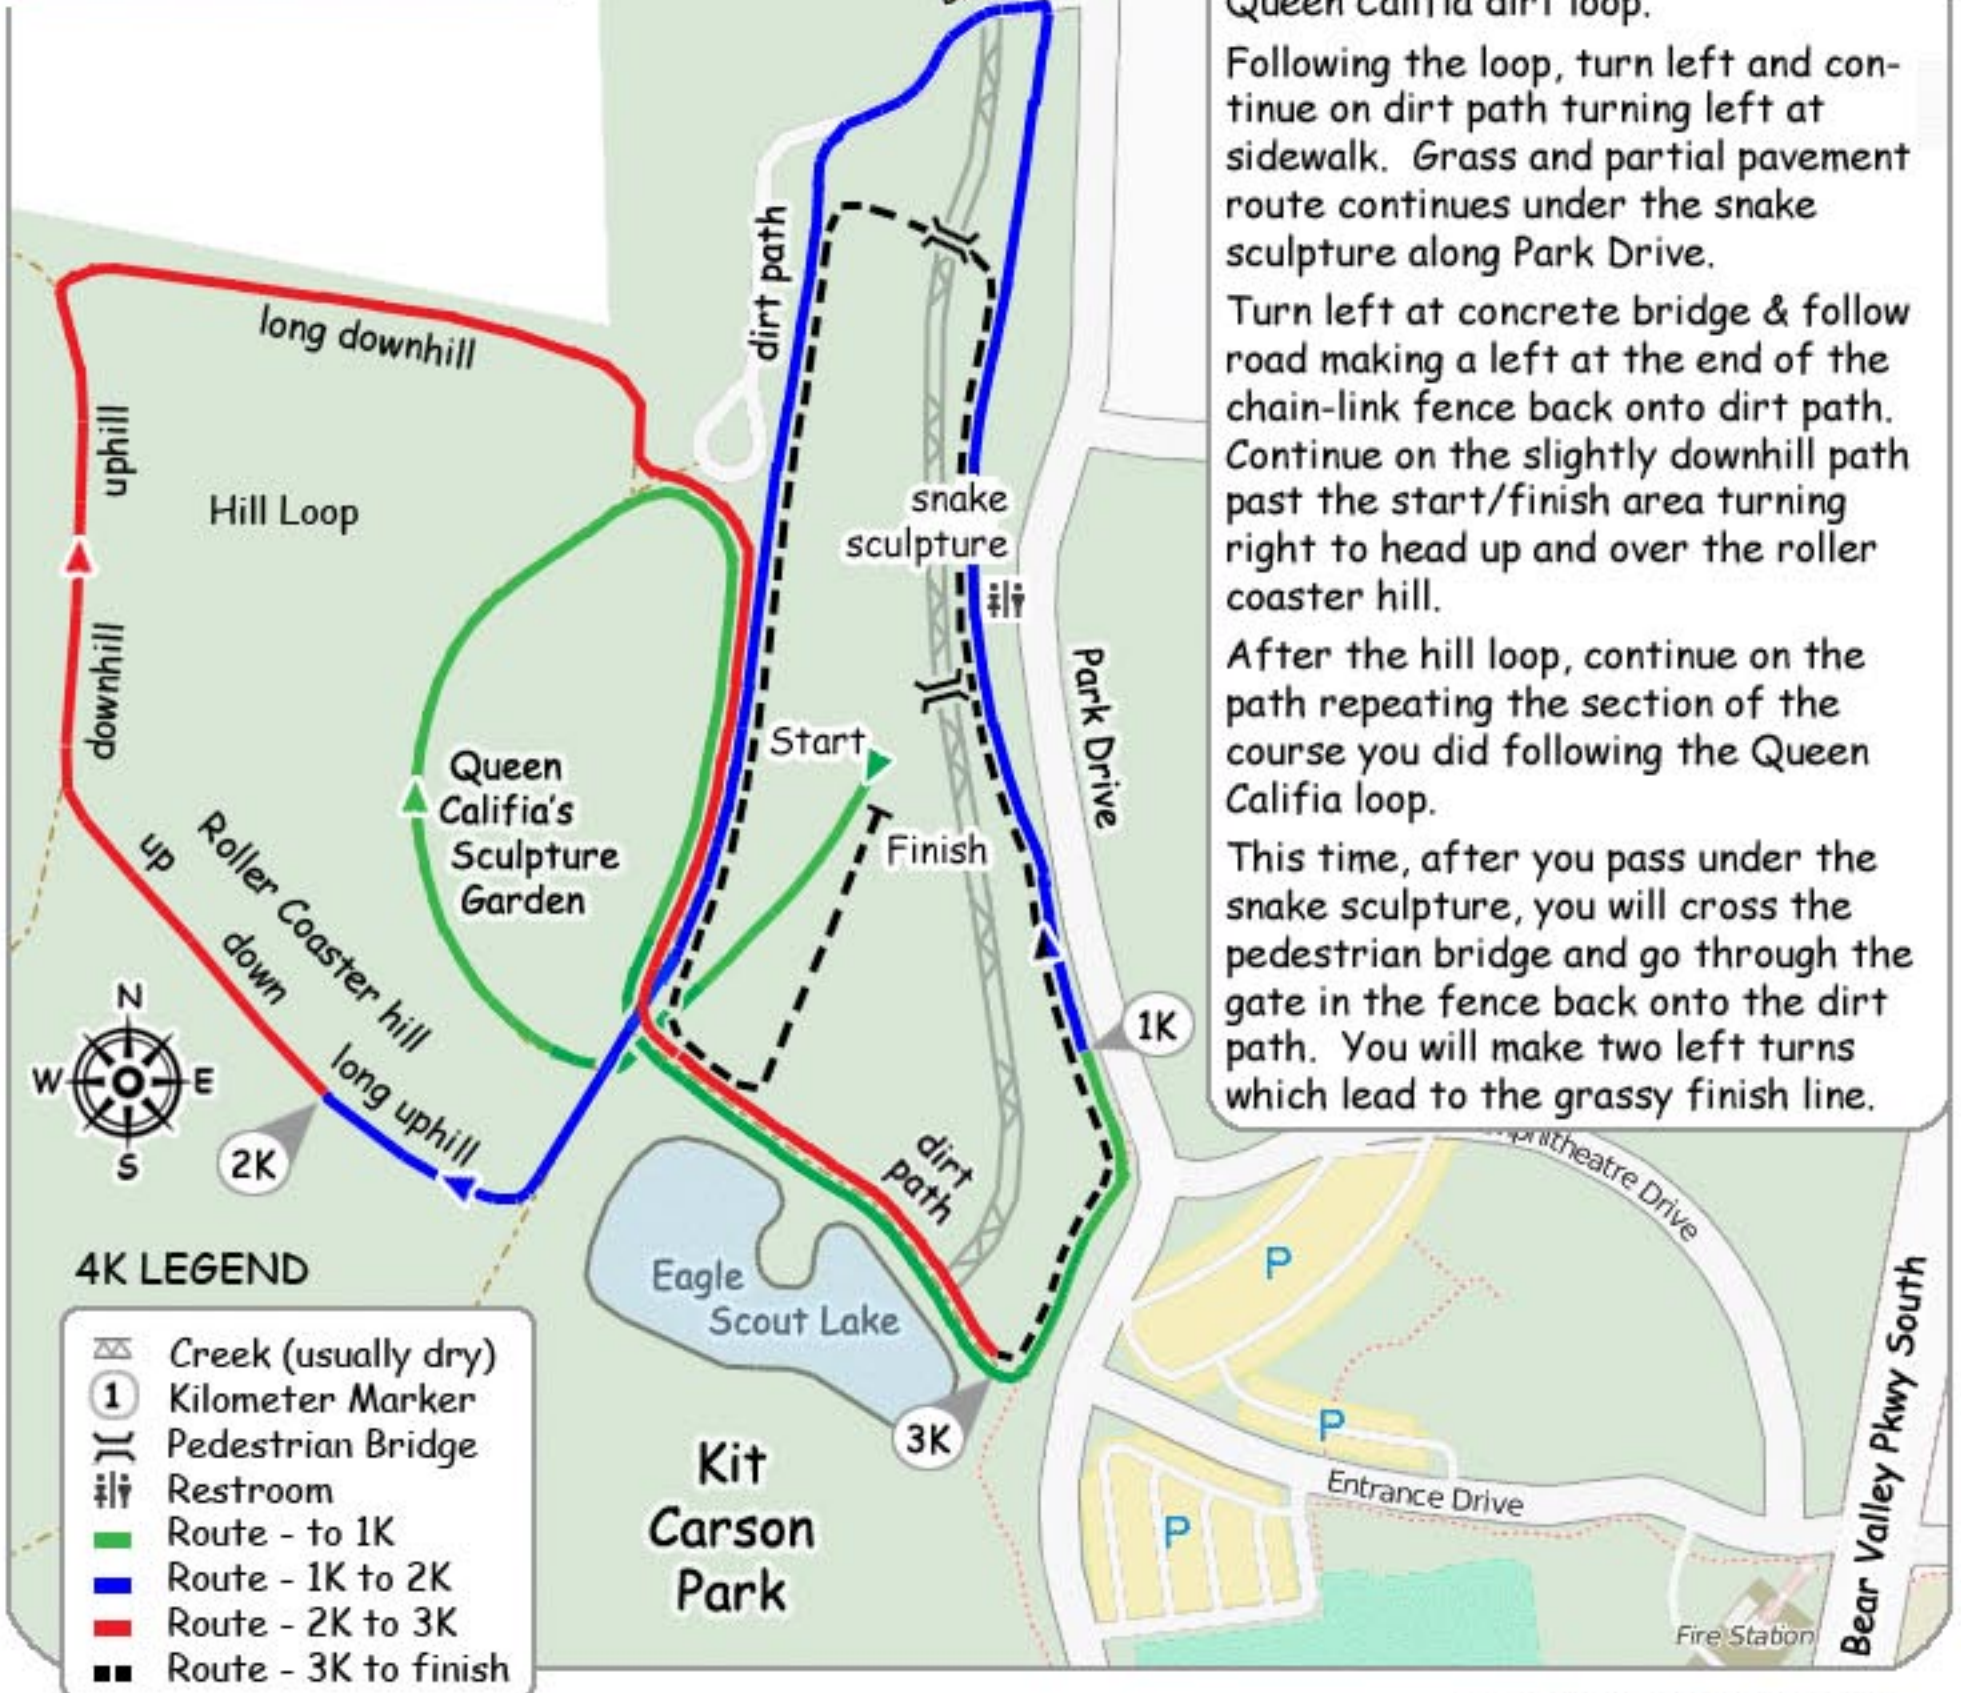 Queen Califia dirt loop.
Following the loop, turn left and con-
tinue on dirt path turning left at
sidewalk. Grass and partial pavement
route continues under the snake
sculpture along Park Drive.
Turn left at concrete bridge & follow
road making a left at the end of the
chain-link fence back onto dirt path.
Continue on the slightly downhill path
past the start/finish area turning
right to head up and over the roller
coaster hill.
After the hill loop, continue on the
path repeating the section of the
course you did following the Queen
Califia loop.
This time, after you pass under the
snake sculpture, you will cross the
pedestrian bridge and go through the
gate in the fence back onto the dirt
path. You will make two left turns
which lead to the grassy finish line.
dirt path
long downhill
uphill
Hill Loop
snake
sculpture
downhill
Park Drive
Start
Queen
Califia's
Sculpture
Garden
Finish
up
Roller Coaster hill
down
long uphill
N
W
E
S
1K
2K
dirt
path
Eagle
Scout Lake
3K
Kit
Carson
Park
P
P
P
Amphitheatre Drive
Entrance Drive
Bear Valley Pkwy South
Fire Station
4K LEGEND
Creek (usually dry)
1 Kilometer Marker
Pedestrian Bridge
Restroom
Route - to 1K
Route - 1K to 2K
Route - 2K to 3K
Route - 3K to finish